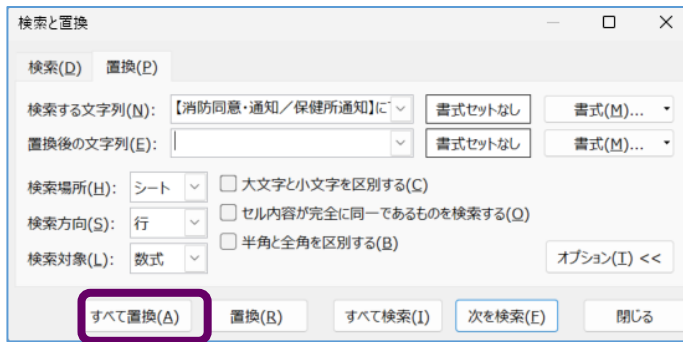 検索と置換
検索(D) 置換(P)
検索する文字列(N): 【消防同意・通知／保健所通知】に 書式セットなし 書式(M)...
置換後の文字列(E): 書式セットなし 書式(M)...
検索場所(H): シート 大文字と小文字を区別する(C)
検索方向(S): 行 セル内容が完全に同一であるものを検索する(O)
検索対象(L): 数式 半角と全角を区別する(B)
オプション(T) <<
すべて置換(A) 置換(R) すべて検索(I) 次を検索(F) 閉じる